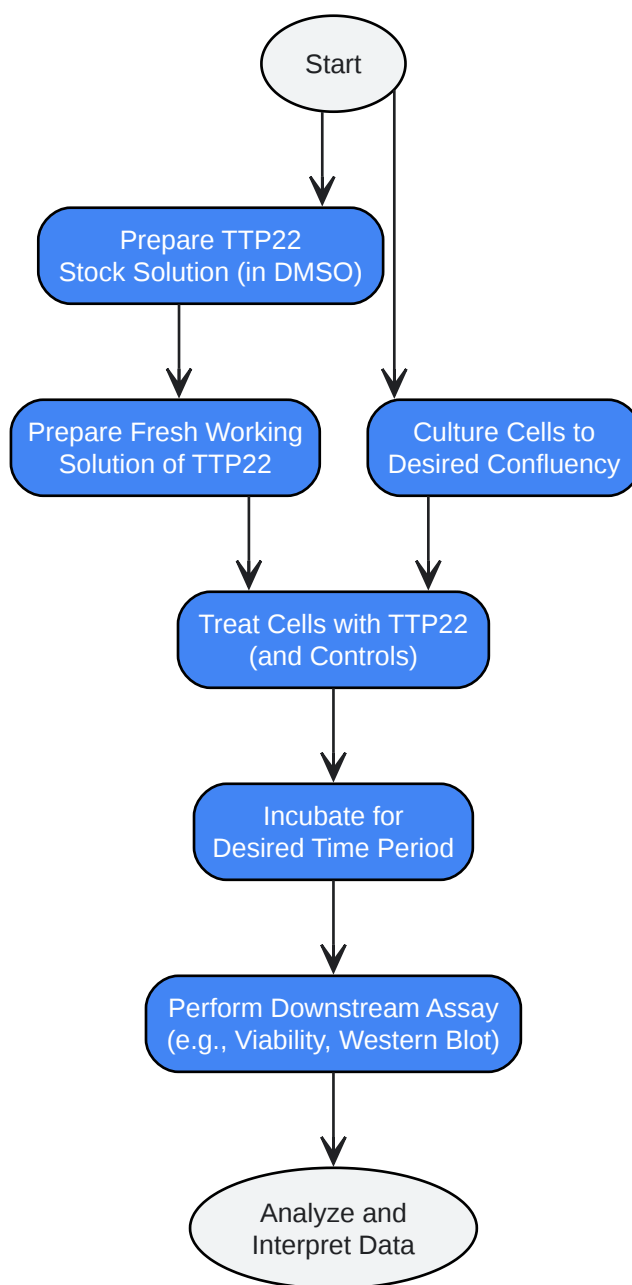 Start
Prepare TTP22
Stock Solution (in DMSO)
Prepare Fresh Working
Solution of TTP22
Culture Cells to
Desired Confluency
Treat Cells with TTP22
(and Controls)
Incubate for
Desired Time Period
Perform Downstream Assay
(e.g., Viability, Western Blot)
Analyze and
Interpret Data